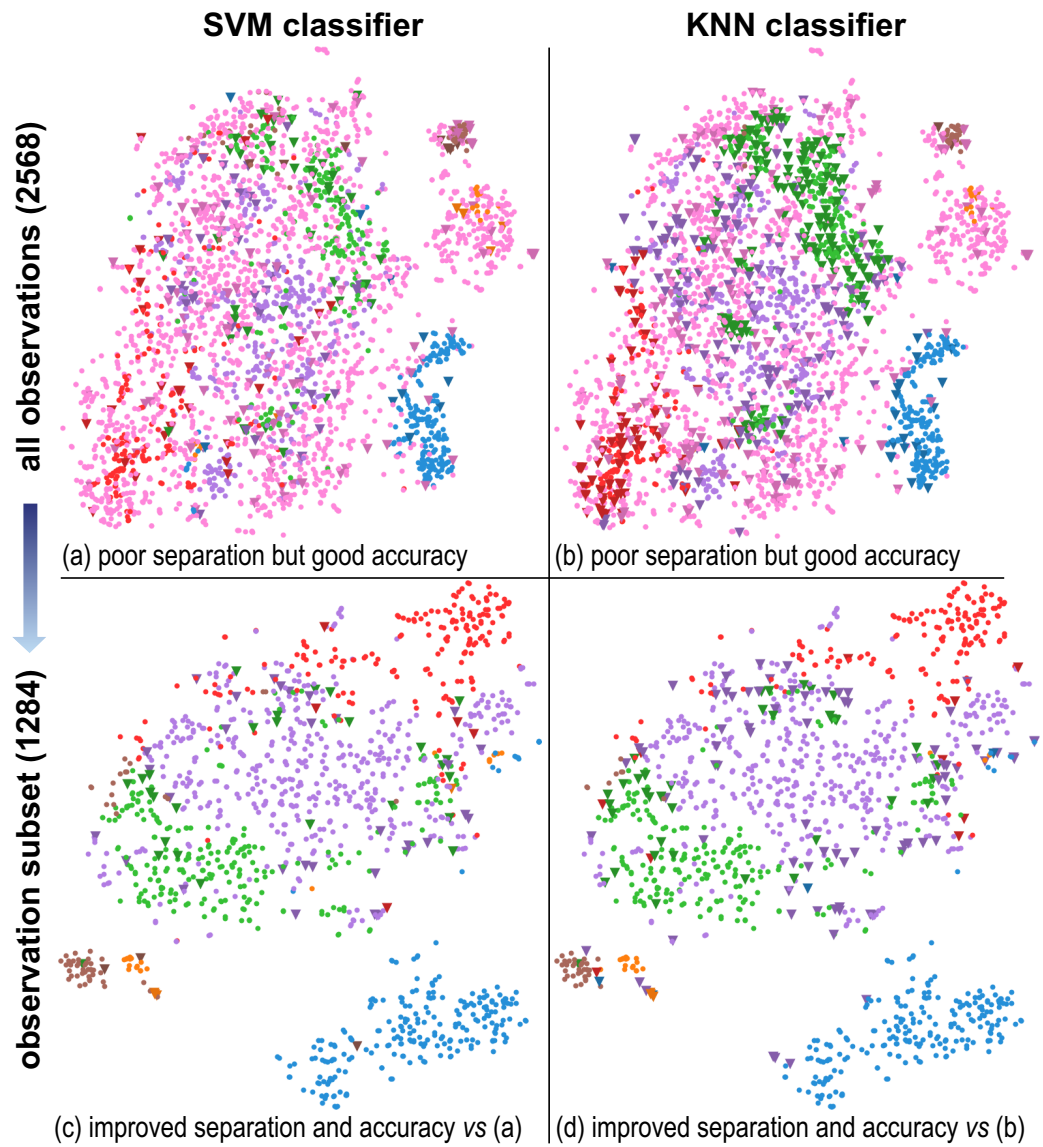 SVM classifier
KNN classifier
all observations (2568)
(a) poor separation but good accuracy
(b) poor separation but good accuracy
observation subset (1284)
(c) improved separation and accuracy vs (a)
(d) improved separation and accuracy vs (b)